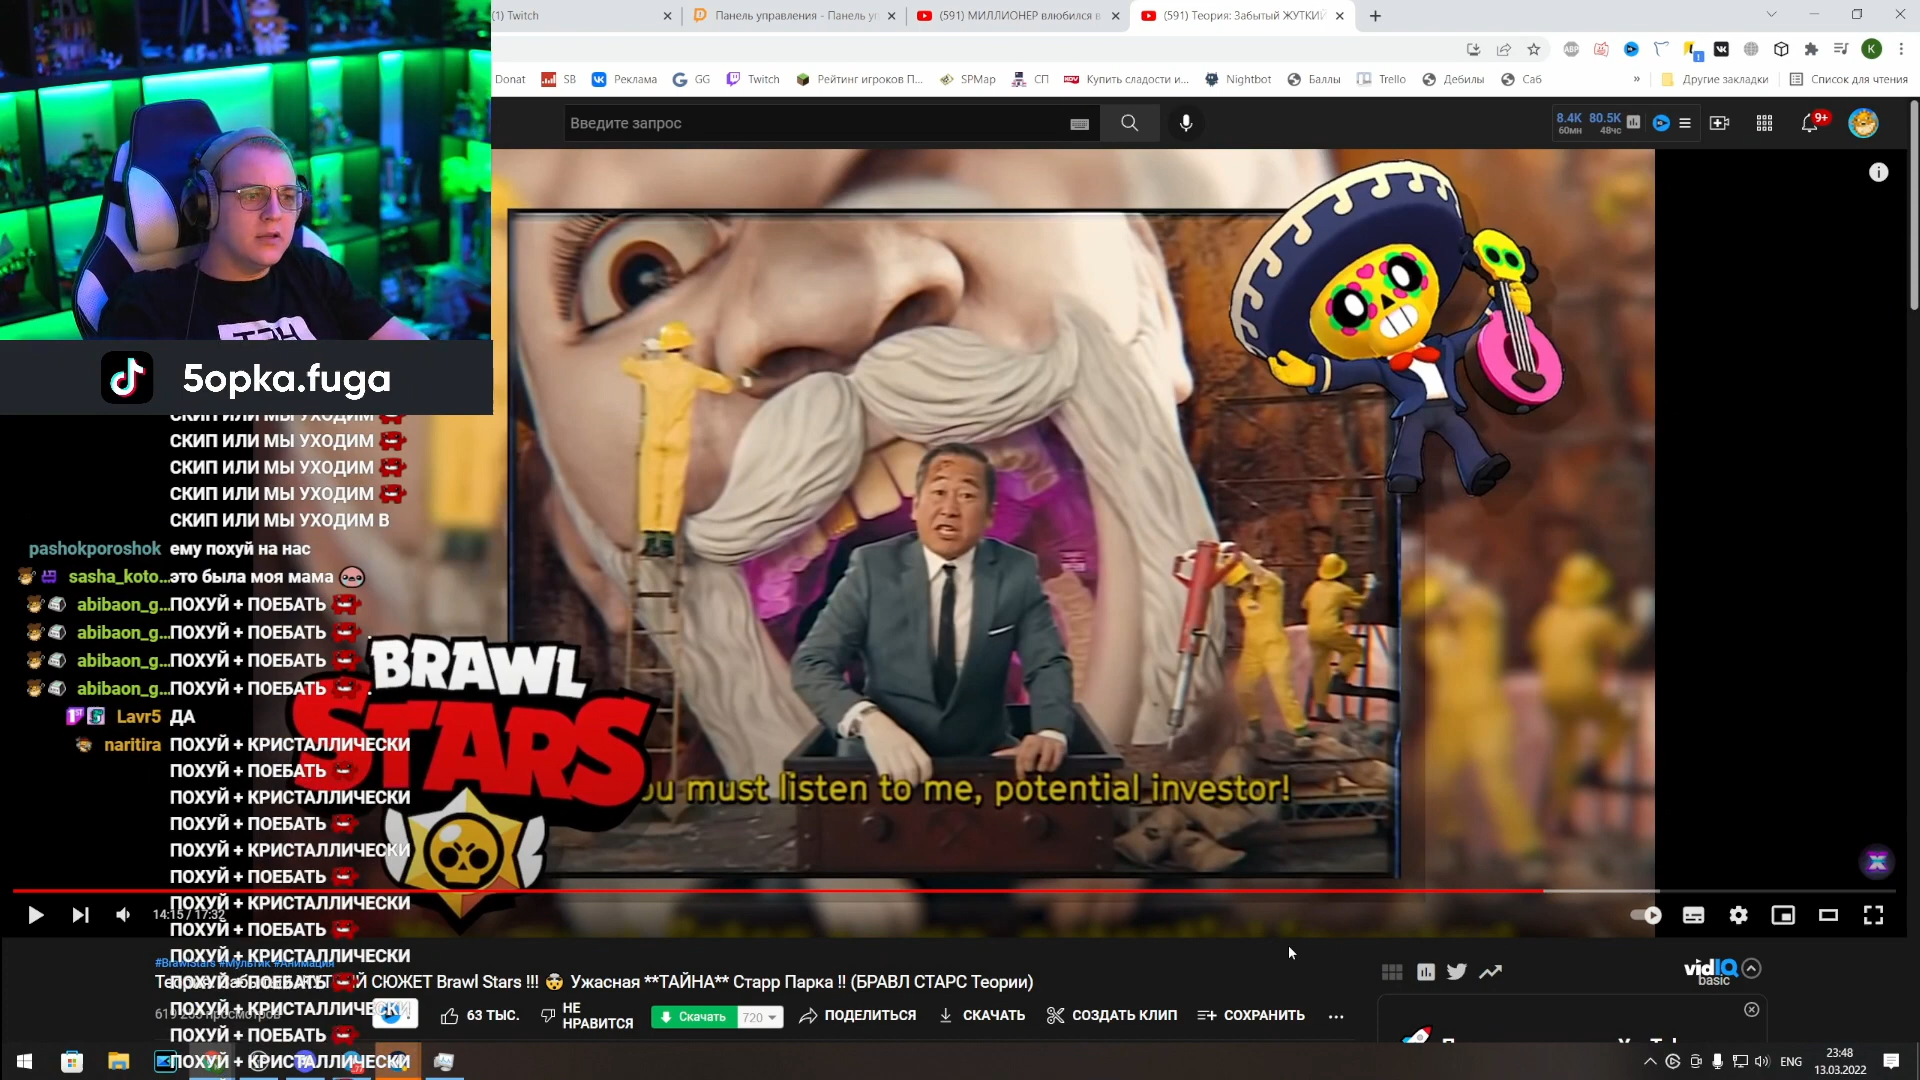 (1) Twitch
Панель управления - Панель у
(591) МИЛЛИОНЕР влюбился в
(591) Теория: Забытый ЖУТКИЙ
Donat
SB
Реклама
GG
Twitch
Рейтинг игроков П...
SPMap
СП
Купить сладости и...
Nightbot
Баллы
Trello
Дебилы
Саб
»
Другие закладки
Список для чтения
Введите запрос
8.4K 80.5K
60мн 48чс
9+
5opka.fuga
СКИП ИЛИ МЫ УХОДИМ
СКИП ИЛИ МЫ УХОДИМ
СКИП ИЛИ МЫ УХОДИМ
СКИП ИЛИ МЫ УХОДИМ
СКИП ИЛИ МЫ УХОДИМ В
pashokporoshok ему похуй на нас
sasha_koto...это была моя мама
abibaon_g...ПОХУЙ + ПОЕБАТЬ
abibaon_g...ПОХУЙ + ПОЕБАТЬ .
abibaon_g...ПОХУЙ + ПОЕБАТЬ
abibaon_g...ПОХУЙ + ПОЕБАТЬ .
Lavr5 ДА
naritira ПОХУЙ + КРИСТАЛЛИЧЕСКИ
ПОХУЙ + ПОЕБАТЬ
ПОХУЙ + КРИСТАЛЛИЧЕСКИ
ПОХУЙ + ПОЕБАТЬ
ПОХУЙ + КРИСТАЛЛИЧЕСКИ
ПОХУЙ + ПОЕБАТЬ
ПОХУЙ + КРИСТАЛЛИЧЕСКИ
ПОХУЙ + ПОЕБАТЬ
ПОХУЙ + КРИСТАЛЛИЧЕСКИ
ПОХУЙ + ПОЕБАТЬ
ПОХУЙ + КРИСТАЛЛИЧЕСКИ
ПОХУЙ + ПОЕБАТЬ
ПОХУЙ + КРИСТАЛЛИЧЕСКИ
BRAWL
STARS
ou must listen to me, potential investor!
14:15 / 17:32
#BrawlStars #Мультик #Анимация
СЮЖЕТ Brawl Stars !!! Ужасная **ТАЙНА** Старр Парка !! (БРАВЛ СТАРС Теории)
просмотров
63 ТЫС.
НЕ НРАВИТСЯ
Скачать 720
ПОДЕЛИТЬСЯ
СКАЧАТЬ
СОЗДАТЬ КЛИП
СОХРАНИТЬ
vidIQ
basic
ENG
23:48
13.03.2022